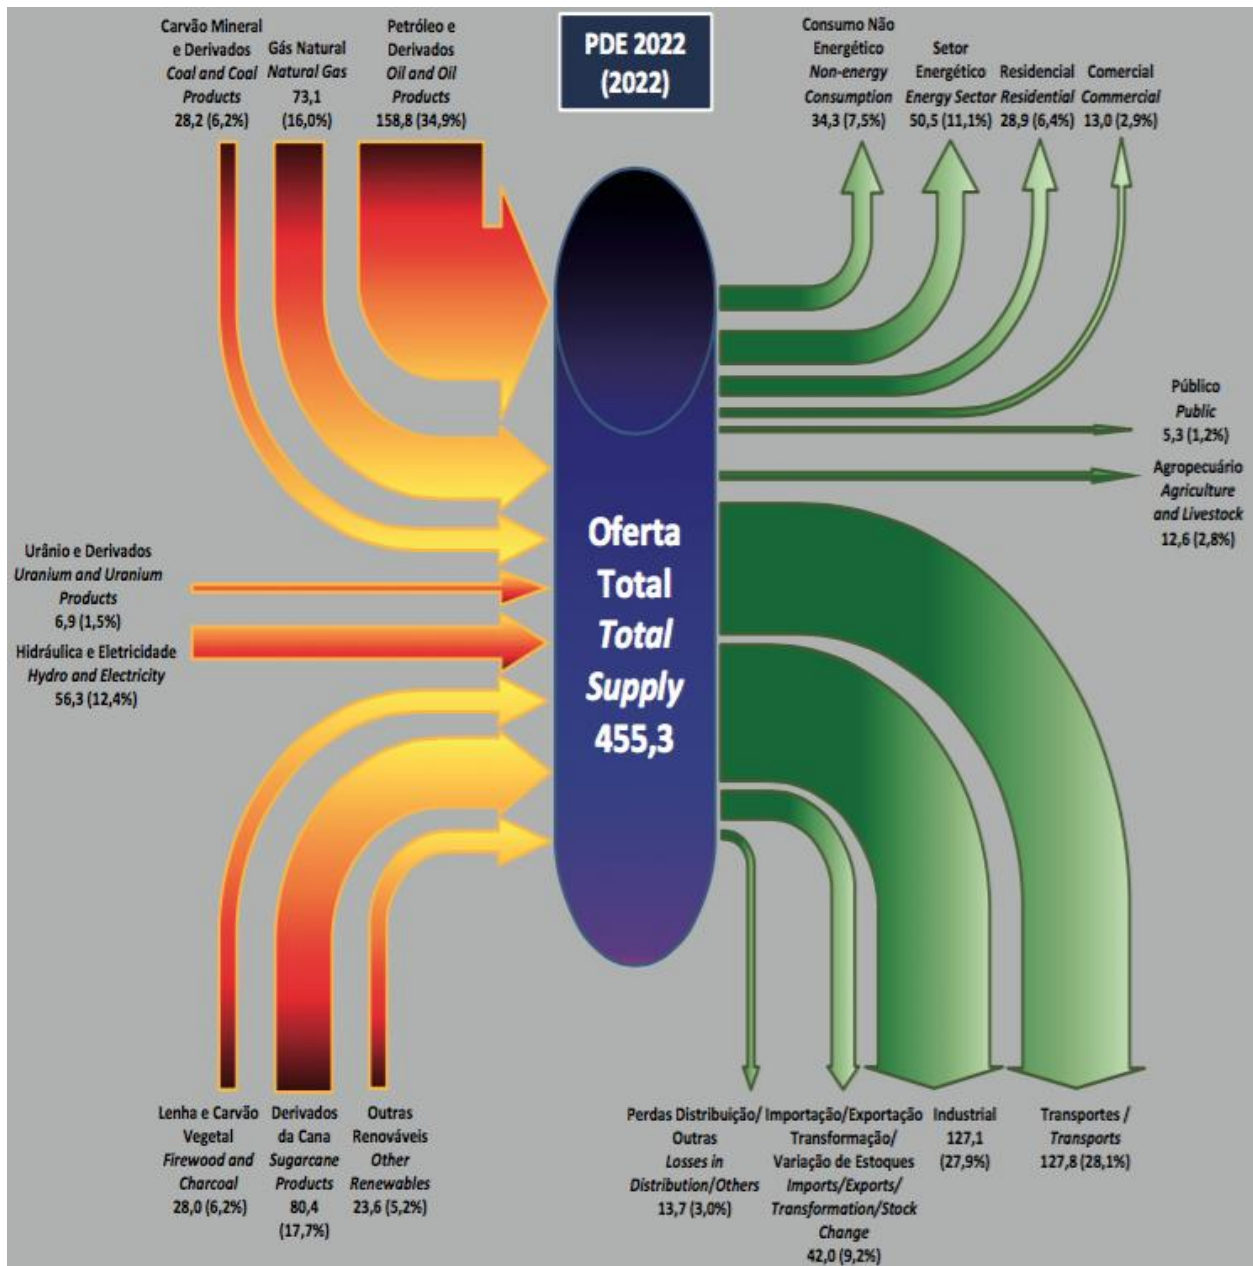 Carvão Mineral
e Derivados
Coal and Coal
Products
28,2 (6,2%)
Gás Natural
Natural Gas
73,1
(16,0%)
Petróleo e
Derivados
Oil and Oil
Products
158,8 (34,9%)
PDE 2022
(2022)
Consumo Não
Energético
Non-energy
Consumption
34,3 (7,5%)
Setor
Energético
Energy Sector
50,5 (11,1%)
Residencial
Residential
28,9 (6,4%)
Comercial
Commercial
13,0 (2,9%)
Público
Public
5,3 (1,2%)
Agropecuário
Agriculture
and Livestock
12,6 (2,8%)
Urânio e Derivados
Uranium and Uranium
Products
6,9 (1,5%)
Hidráulica e Eletricidade
Hydro and Electricity
56,3 (12,4%)
Oferta
Total
Total
Supply
455,3
Lenha e Carvão
Vegetal
Firewood and
Charcoal
28,0 (6,2%)
Derivados
da Cana
Sugarcane
Products
80,4
(17,7%)
Outras
Renováveis
Other
Renewables
23,6 (5,2%)
Perdas Distribuição/
Outras
Losses in
Distribution/Others
13,7 (3,0%)
Importação/Exportação
Transformação/
Variação de Estoques
Imports/Exports/
Transformation/Stock
Change
42,0 (9,2%)
Industrial
127,1
(27,9%)
Transportes /
Transports
127,8 (28,1%)